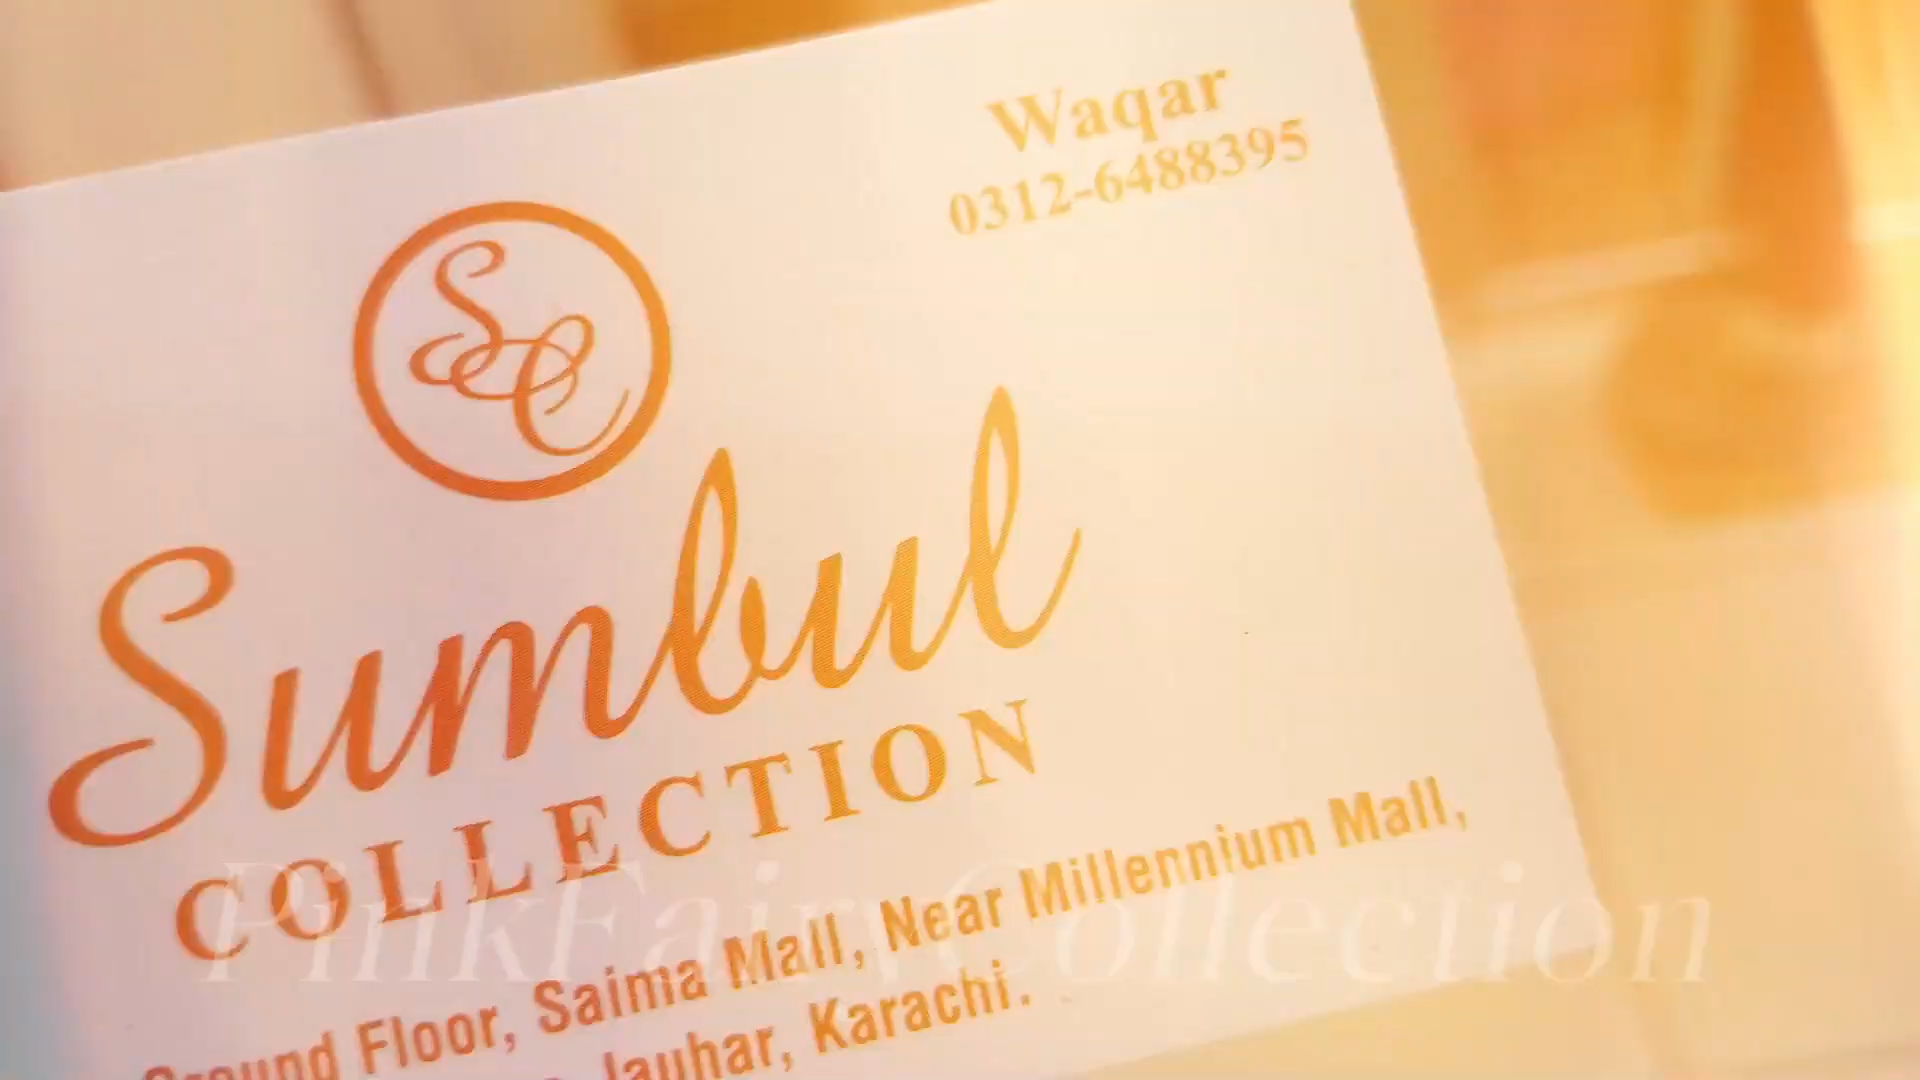 Waqar
0312-6488395
SC
Sumbul
COLLECTION
Ground Floor, Saima Mall, Near Millennium Mall,
Jauhar, Karachi.
PinkFairyCollection